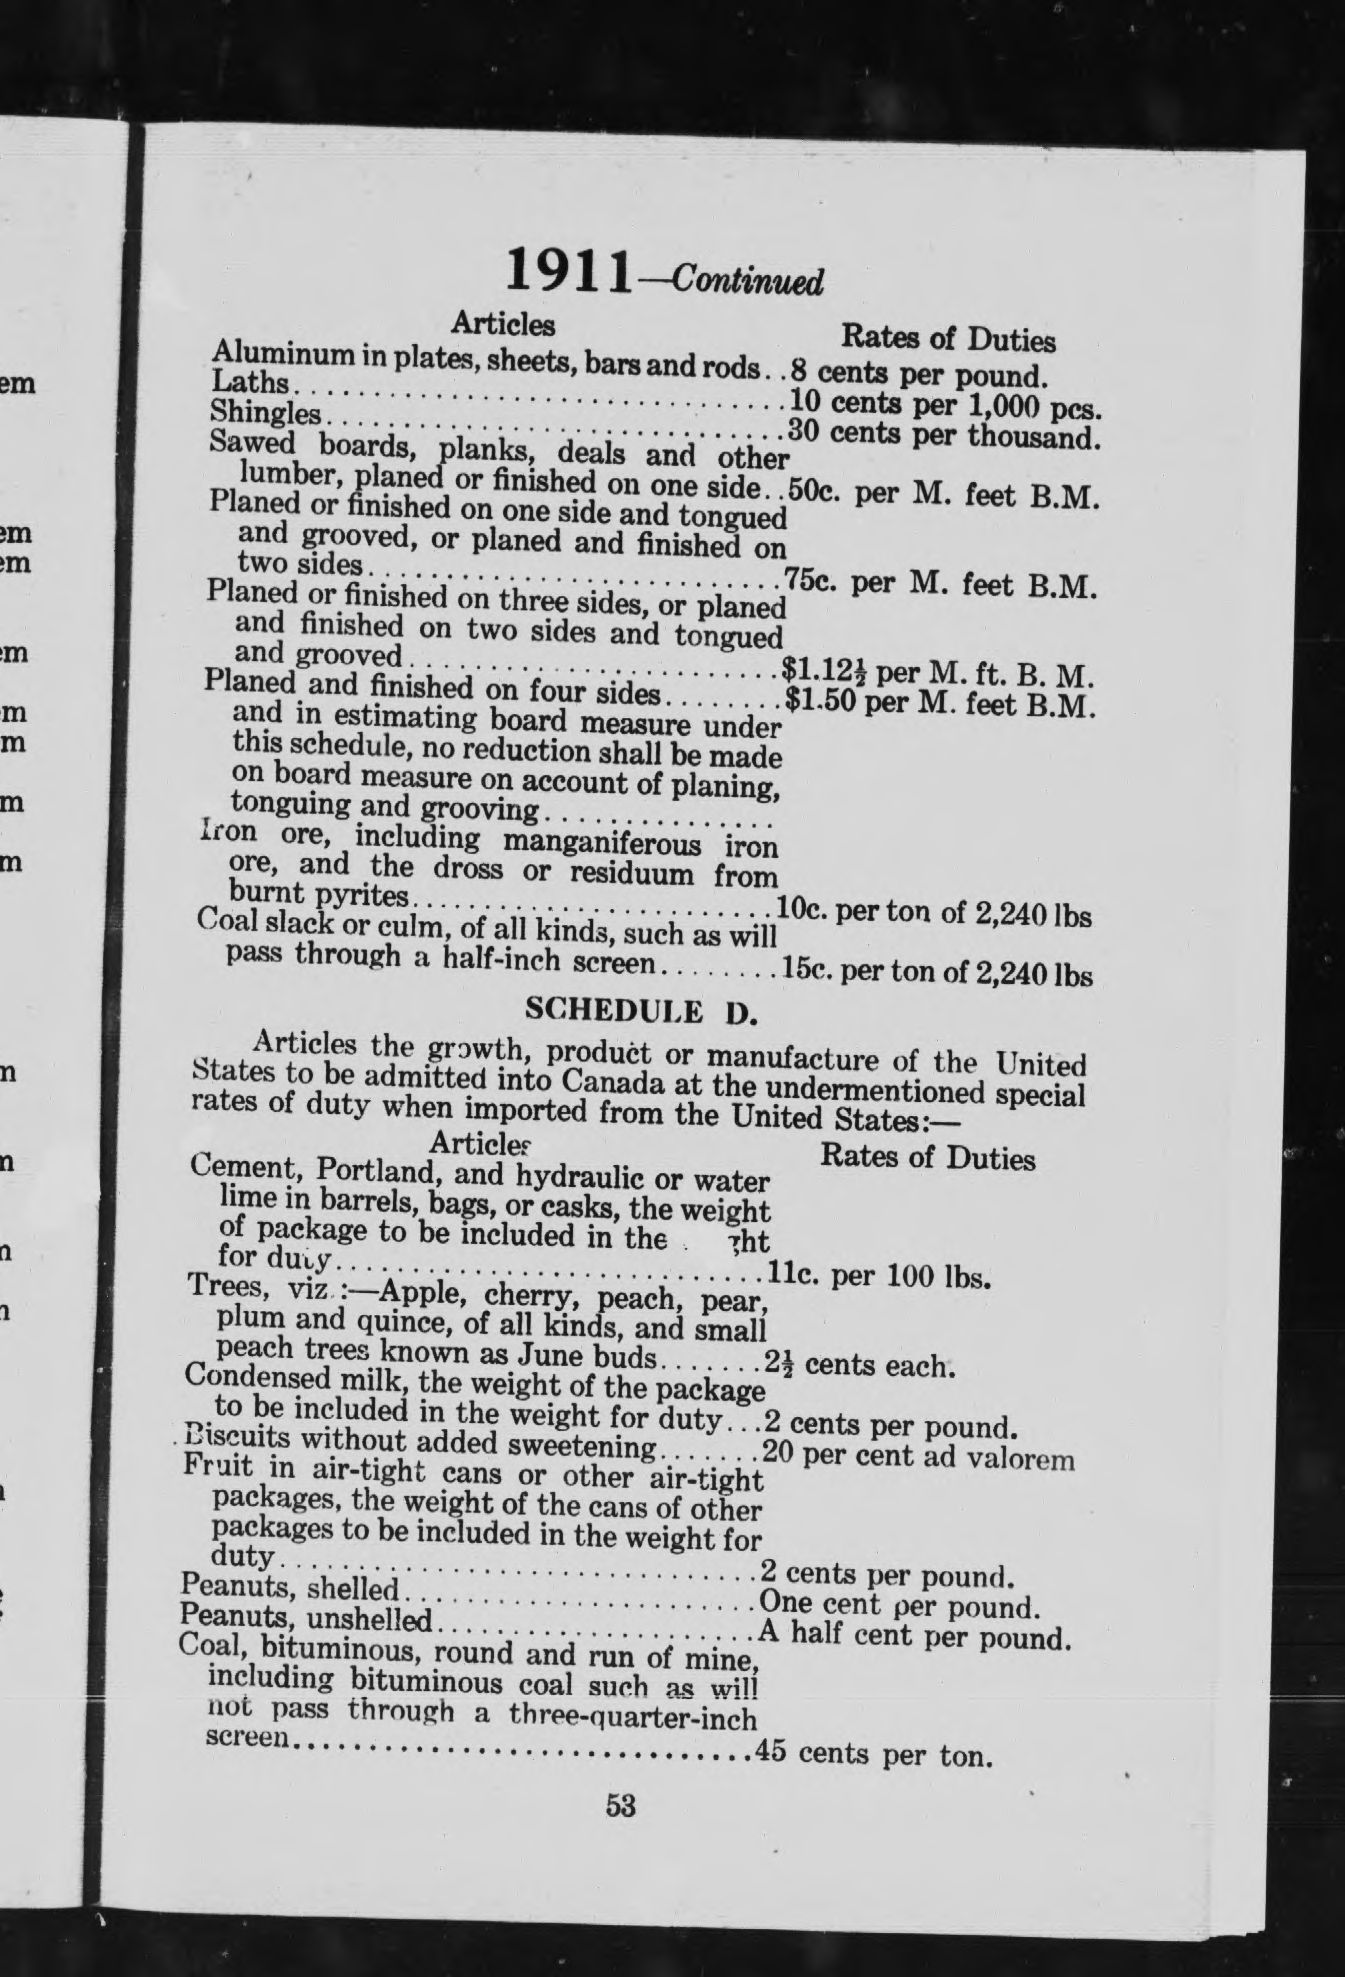 1911—Continued
Articles Rates of Duties
Aluminum in plates, sheets, bars and rods..8 cents per pound.
Laths................................10 cents per 1,000 pcs.
Shingles..............................30 cents per thousand.
Sawed boards, planks, deals and other
lumber, planed or finished on one side..50c. per M. feet B.M.
Planed or finished on one side and tongued
and grooved, or planed and finished on
two sides...........................75c. per M. feet B.M.
Planed or finished on three sides, or planed
and finished on two sides and tongued
and grooved........................$1.12½ per M. ft. B. M.
Planed and finished on four sides........$1.50 per M. feet B.M.
and in estimating board measure under
this schedule, no reduction shall be made
on board measure on account of planing,
tonguing and grooving...............
Iron ore, including manganiferous iron
ore, and the dross or residuum from
burnt pyrites.......................10c. per ton of 2,240 lbs
Coal slack or culm, of all kinds, such as will
pass through a half-inch screen........15c. per ton of 2,240 lbs
SCHEDULE D.
Articles the growth, product or manufacture of the United
States to be admitted into Canada at the undermentioned special
rates of duty when imported from the United States:—
Articles Rates of Duties
Cement, Portland, and hydraulic or water
lime in barrels, bags, or casks, the weight
of package to be included in the
for duty............................11c. per 100 lbs.
Trees, viz.:—Apple, cherry, peach, pear,
plum and quince, of all kinds, and small
peach trees known as June buds.......2½ cents each.
Condensed milk, the weight of the package
to be included in the weight for duty...2 cents per pound.
Biscuits without added sweetening.......20 per cent ad valorem
Fruit in air-tight cans or other air-tight
packages, the weight of the cans of other
packages to be included in the weight for
duty...............................2 cents per pound.
Peanuts, shelled.......................One cent per pound.
Peanuts, unshelled.....................A half cent per pound.
Coal, bituminous, round and run of mine,
including bituminous coal such as will
not pass through a three-quarter-inch
screen..............................45 cents per ton.
53